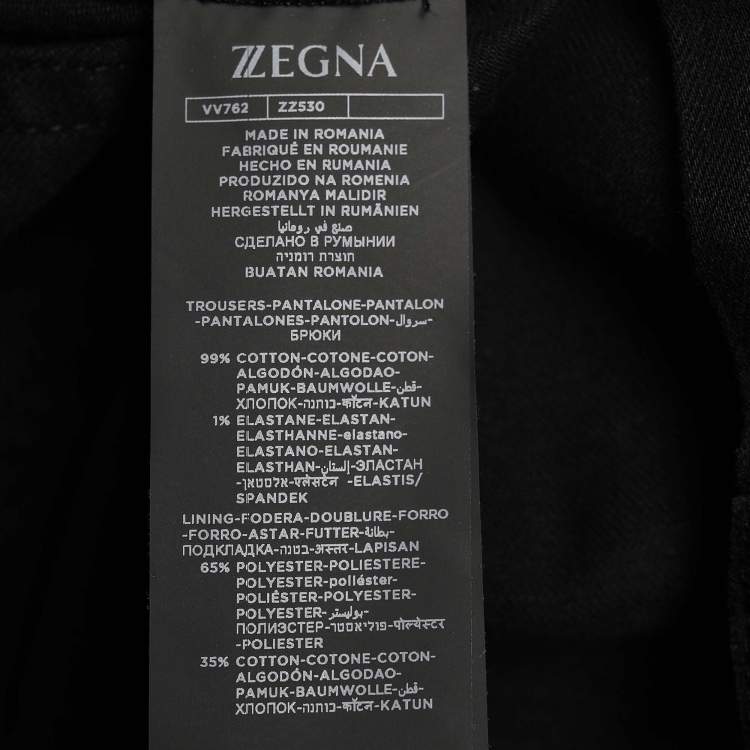 ZZEGNA
VV762 ZZ530
MADE IN ROMANIA
FABRIQUÉ EN ROUMANIE
HECHO EN RUMANIA
PRODUZIDO NA ROMENIA
ROMANYA MALIDIR
HERGESTELLT IN RUMÄNIEN
صنع في رومانيا
СДЕЛАНО В РУМЫНИИ
תוצרת רומניה
BUATAN ROMANIA
TROUSERS-PANTALONE-PANTALON
-PANTALONES-PANTOLON-سروال-
БРЮКИ
99% COTTON-COTONE-COTON-
ALGODÓN-ALGODAO-
PAMUK-BAUMWOLLE-قطن-
ХЛОПОК-כותנה-कॉटन-KATUN
1% ELASTANE-ELASTAN-
ELASTHANNE-elastano-
ELASTANO-ELASTAN-
ELASTHAN-إلستان-ЭЛАСТАН
-אלסטאן-एलेसटेन -ELASTIS/
SPANDEK
LINING-FODERA-DOUBLURE-FORRO
-FORRO-ASTAR-FUTTER-بطانة-
ПОДКЛАДКА-בטנה-अस्तर-LAPISAN
65% POLYESTER-POLIESTERE-
POLYESTER-poliéster-
POLIÉSTER-POLYESTER-
POLYESTER-بوليستر-
ПОЛИЭСТЕР-פוליאסטר-पोल्येस्टर
-POLIESTER
35% COTTON-COTONE-COTON-
ALGODÓN-ALGODAO-
PAMUK-BAUMWOLLE-قطن-
ХЛОПОК-כותנה-कॉटन-KATUN